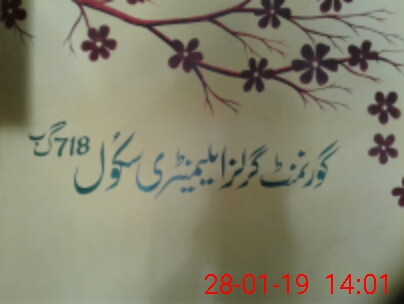 گورنمنٹ گرلز ایلیمنٹری سکول 718 گ ب
28-01-19 14:01